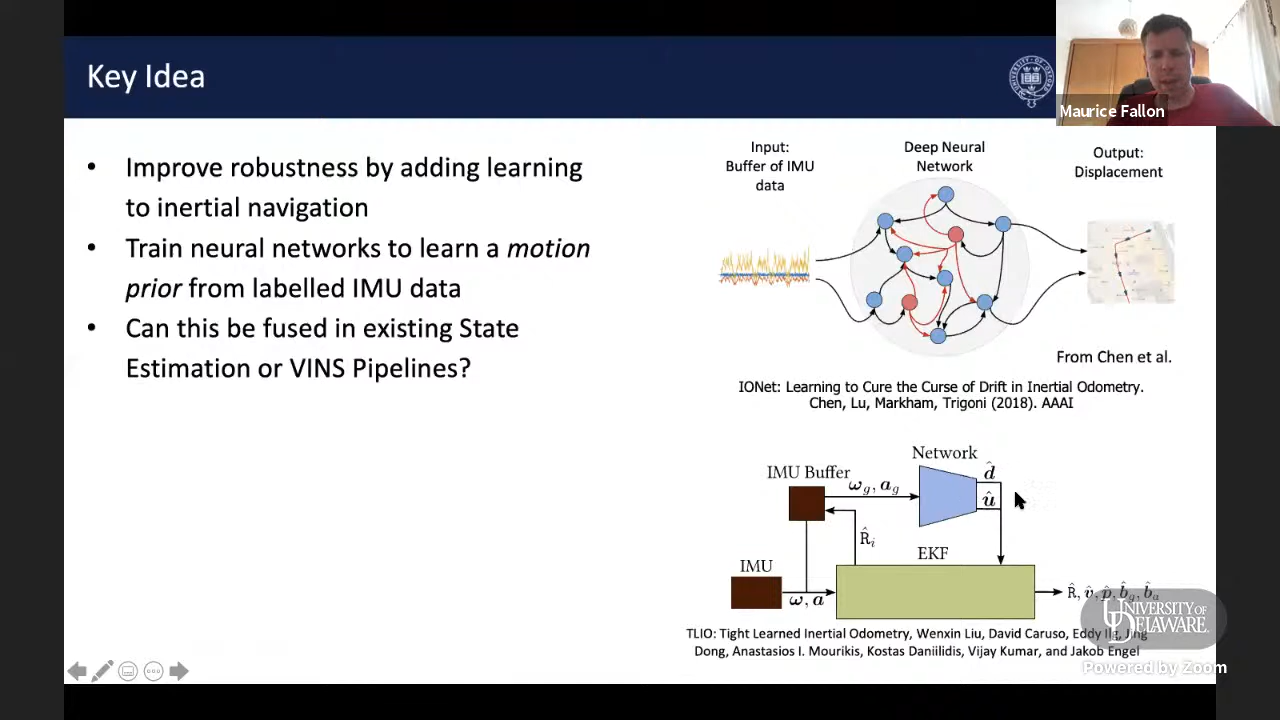 Key Idea
Maurice Fallon
• Improve robustness by adding learning
to inertial navigation
• Train neural networks to learn a motion
prior from labelled IMU data
• Can this be fused in existing State
Estimation or VINS Pipelines?
Input:
Buffer of IMU
data
Deep Neural
Network
Output:
Displacement
From Chen et al.
IONet: Learning to Cure the Curse of Drift in Inertial Odometry.
Chen, Lu, Markham, Trigoni (2018). AAAI
Network
IMU Buffer
ω_g, a_g
d̂
û
R̂_i
EKF
IMU
ω, a
R̂, v̂, p̂, b̂_g, b̂_a
TLIO: Tight Learned Inertial Odometry, Wenxin Liu, David Caruso, Eddy Ilg, Jing
Dong, Anastasios I. Mourikis, Kostas Daniilidis, Vijay Kumar, and Jakob Engel
UNIVERSITY OF
DELAWARE.
Powered by Zoom